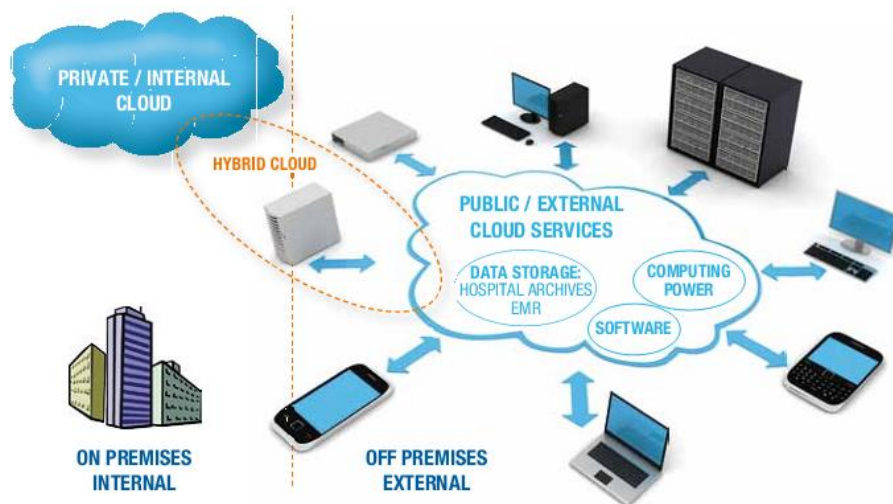 PRIVATE / INTERNAL
CLOUD
HYBRID CLOUD
PUBLIC / EXTERNAL
CLOUD SERVICES
DATA STORAGE:
HOSPITAL ARCHIVES
EMR
COMPUTING
POWER
SOFTWARE
ON PREMISES
INTERNAL
OFF PREMISES
EXTERNAL